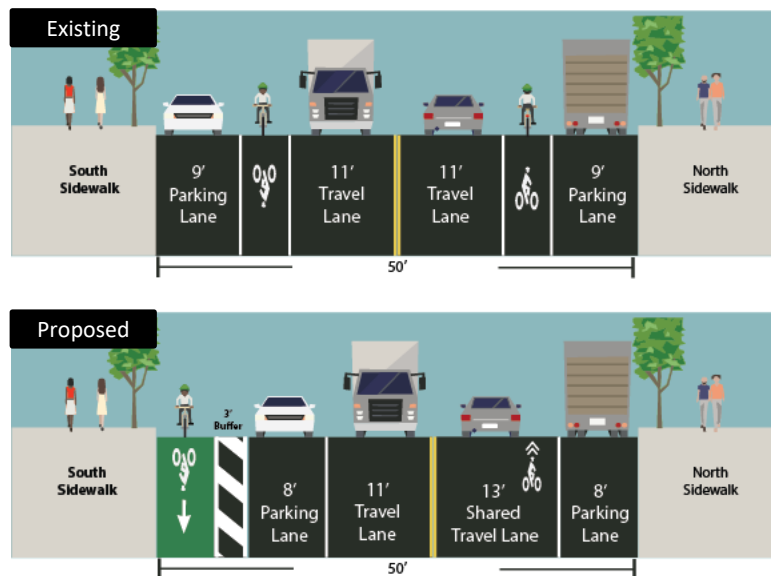 Existing
South
Sidewalk
9'
Parking
Lane
11'
Travel
Lane
11'
Travel
Lane
9'
Parking
Lane
North
Sidewalk
50'
Proposed
South
Sidewalk
3'
Buffer
8'
Parking
Lane
11'
Travel
Lane
13'
Shared
Travel Lane
8'
Parking
Lane
North
Sidewalk
50'